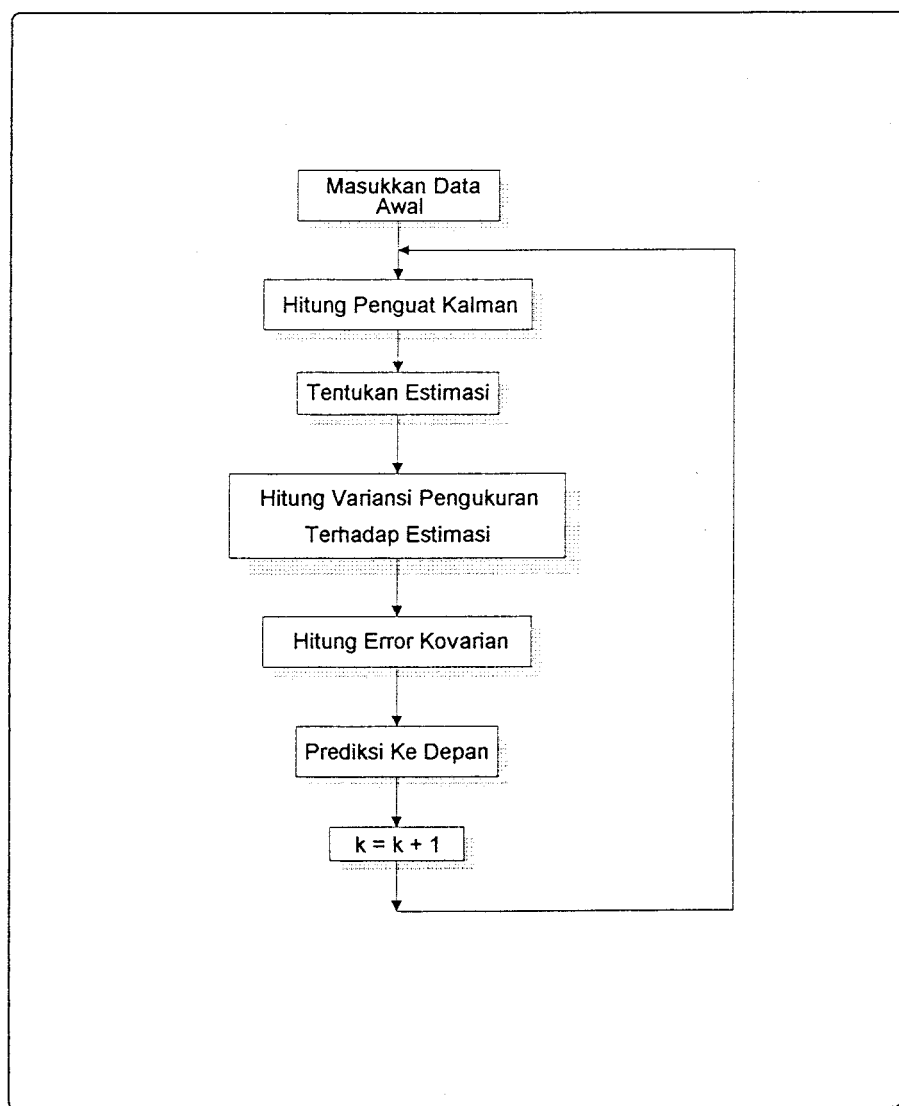 Masukkan Data
Awal
Hitung Penguat Kalman
Tentukan Estimasi
Hitung Variansi Pengukuran
Terhadap Estimasi
Hitung Error Kovarian
Prediksi Ke Depan
k = k + 1